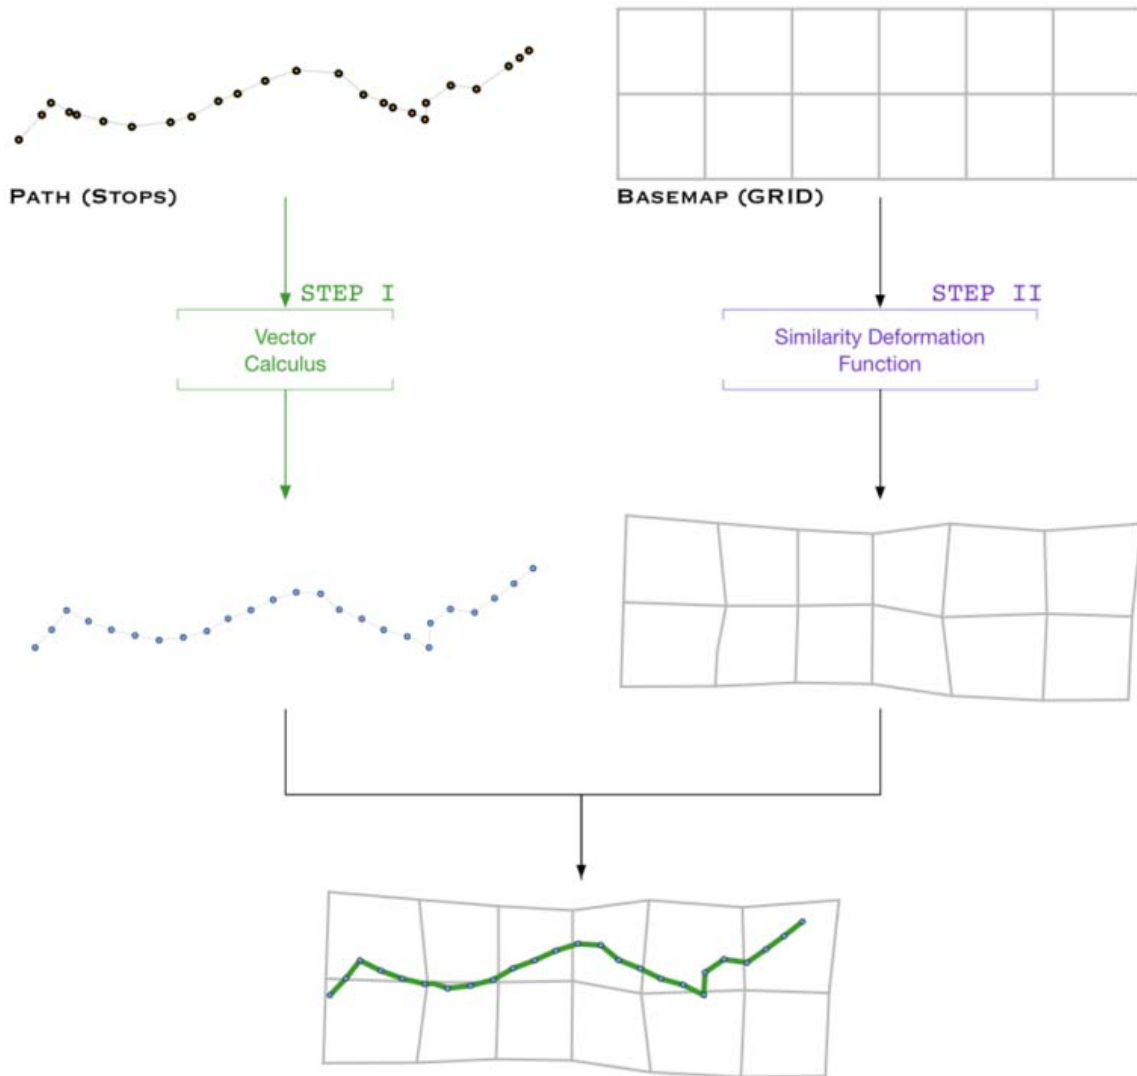 PATH (STOPS)
BASEMAP (GRID)
STEP I
Vector
Calculus
STEP II
Similarity Deformation
Function